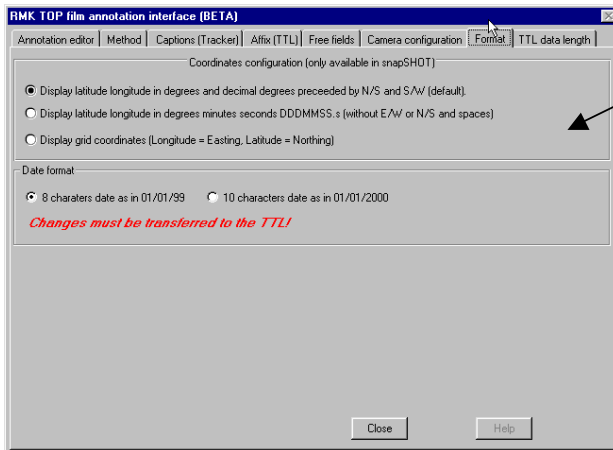 RMK TOP film annotation interface (BETA)
Annotation editor Method Captions (Tracker) Affix (TTL) Free fields Camera configuration Format TTL data length
Coordinates configuration (only available in snapSHOT)
Display latitude longitude in degrees and decimal degrees preceeded by N/S and S/W (default).
Display latitude longitude in degrees minutes seconds DDDMMSS.s (without E/W or N/S and spaces)
Display grid coordinates (Longitude = Easting, Latitude = Northing)
Date format
8 charaters date as in 01/01/99 10 characters date as in 01/01/2000
Changes must be transferred to the TTL!
Close Help